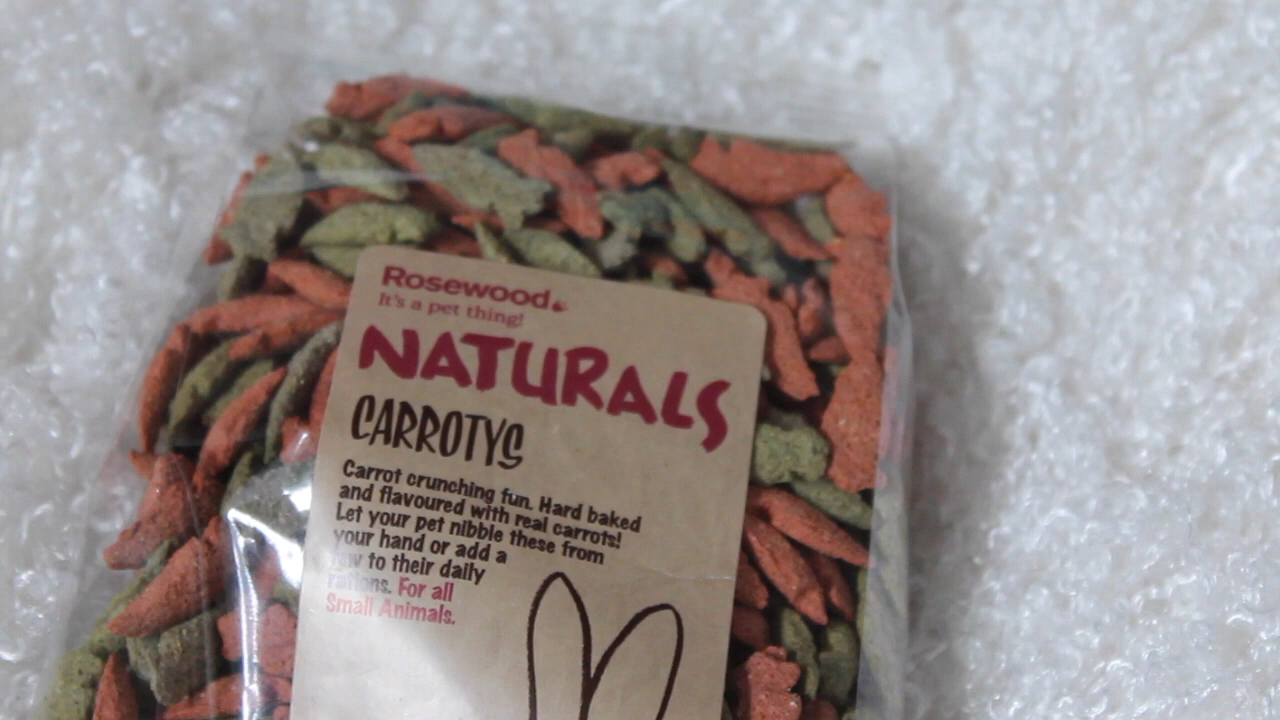 Rosewood
It's a pet thing!
NATURALS
CARROTYS
Carrot crunching fun. Hard baked
and flavoured with real carrots!
Let your pet nibble these from
your hand or add a
few to their daily
rations. For all
Small Animals.